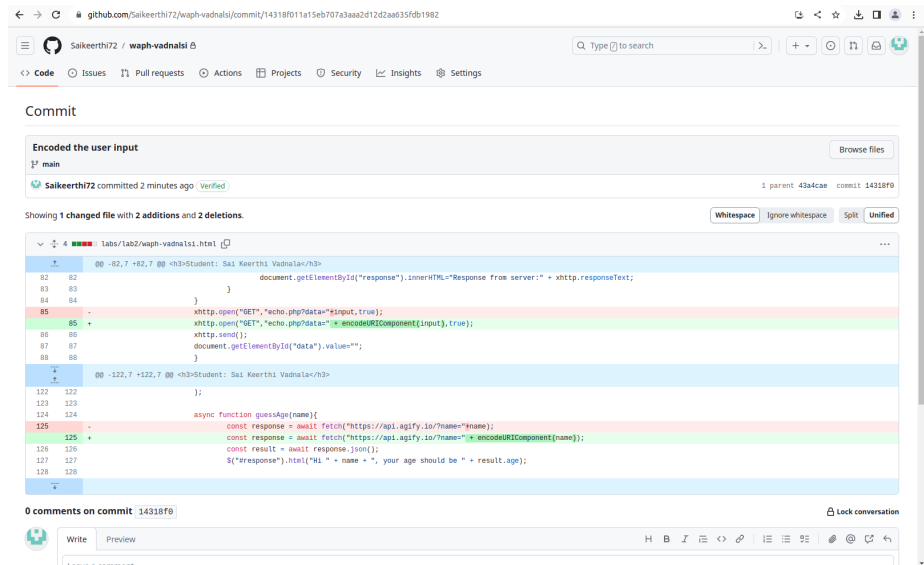 github.com/Saikeerthi72/waph-vadnalsi/commit/14318f011a15eb707a3aaa2d12d2aa635fdb1982
Saikeerthi72 / waph-vadnalsi
Type / to search
Code Issues Pull requests Actions Projects Security Insights Settings
Commit
Encoded the user input
Browse files
main
Saikeerthi72 committed 2 minutes ago Verified
1 parent 43a4cae commit 14318f0
Showing 1 changed file with 2 additions and 2 deletions.
Whitespace Ignore whitespace Split Unified
4 labs/lab2/waph-vadnalsi.html
@@ -82,7 +82,7 @@ <h3>Student: Sai Keerthi Vadnala</h3>
82 82 document.getElementById("response").innerHTML="Response from server:" + xhttp.responseText;
83 83 }
84 84 }
85 - xhttp.open("GET","echo.php?data="+input,true);
85 + xhttp.open("GET","echo.php?data=" + encodeURIComponent(input),true);
86 86 xhttp.send();
87 87 document.getElementById("data").value="";
88 88 }
@@ -122,7 +122,7 @@ <h3>Student: Sai Keerthi Vadnala</h3>
122 122 );
123 123
124 124 async function guessAge(name){
125 - const response = await fetch("https://api.agify.io/?name="+name);
125 + const response = await fetch("https://api.agify.io/?name=" + encodeURIComponent(name));
126 126 const result = await response.json();
127 127 $("#response").html("Hi " + name + ", your age should be " + result.age);
128 128
0 comments on commit 14318f0
Lock conversation
Write Preview